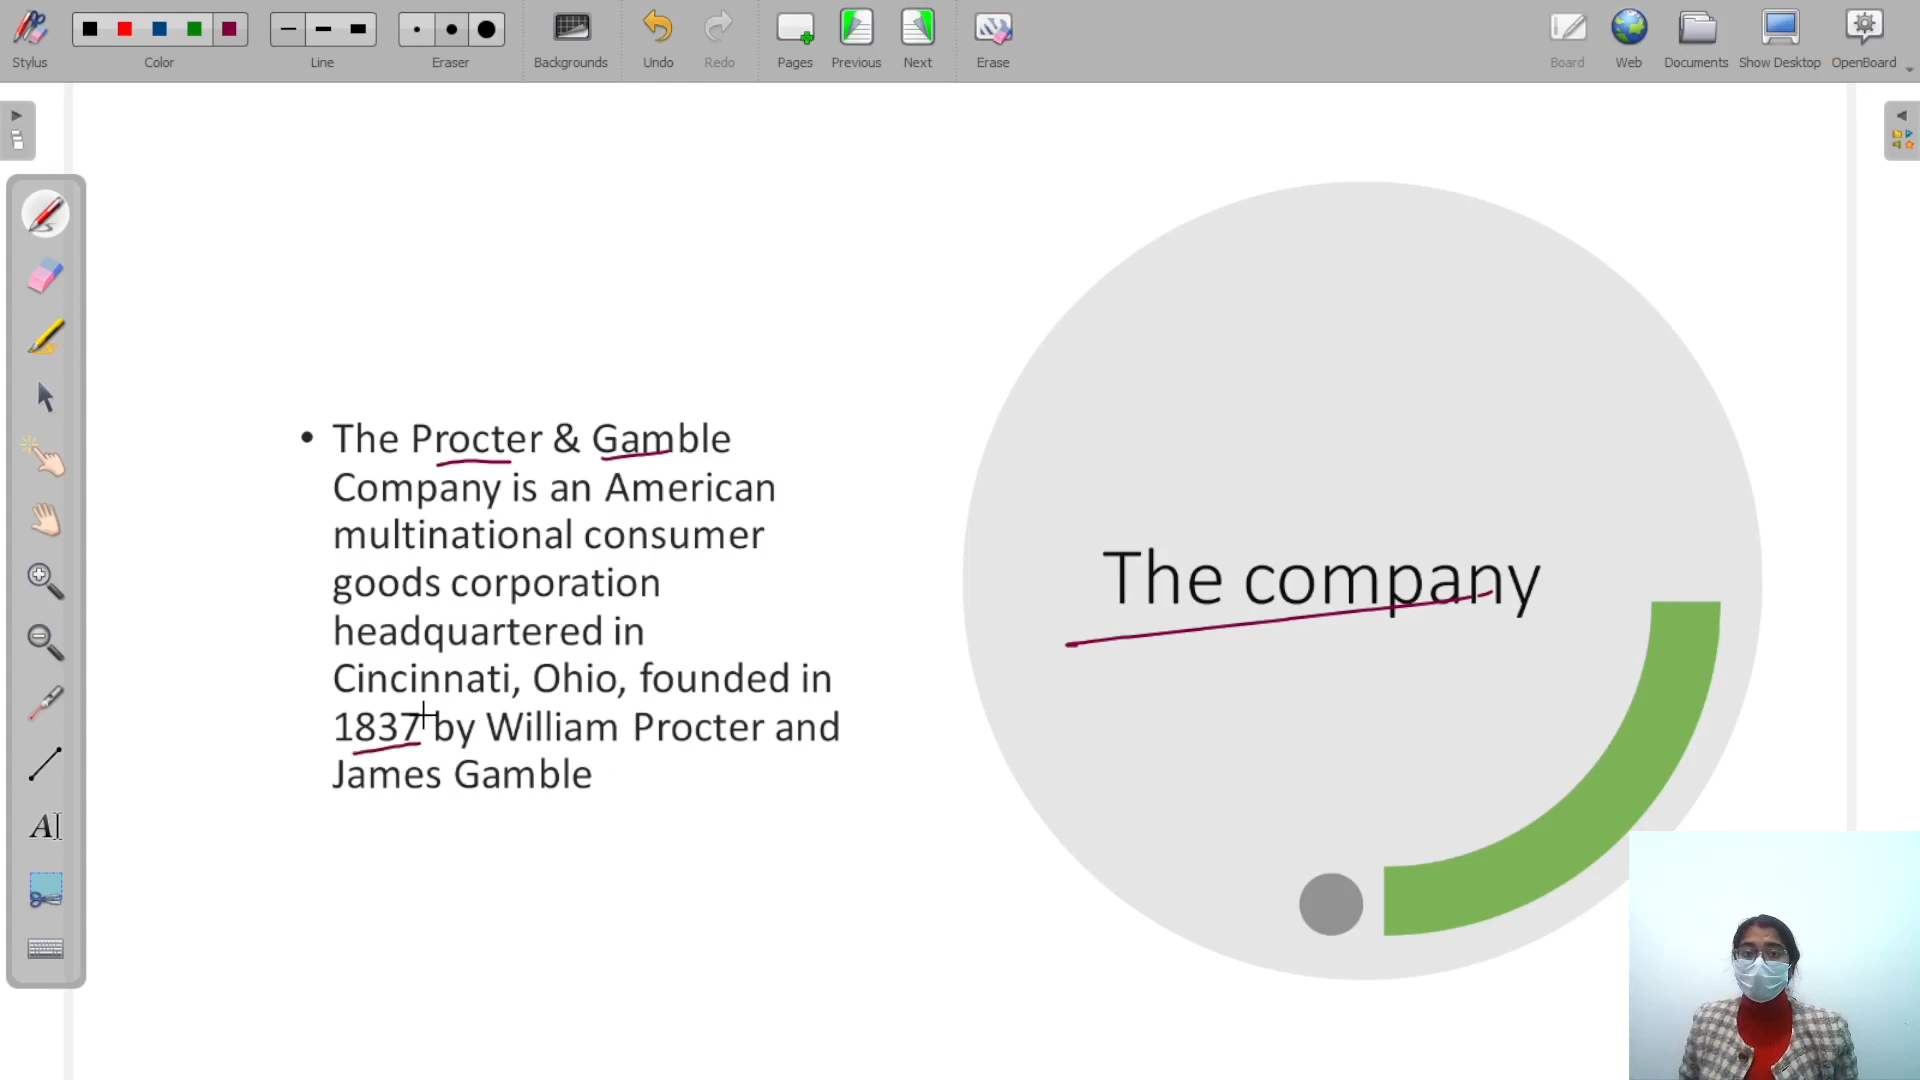 Stylus
Color
Line
Eraser
Backgrounds
Undo
Redo
Pages
Previous
Next
Erase
Board
Web
Documents
Show Desktop
OpenBoard
• The Procter & Gamble
Company is an American
multinational consumer
goods corporation
headquartered in
Cincinnati, Ohio, founded in
1837 by William Procter and
James Gamble
The company
A